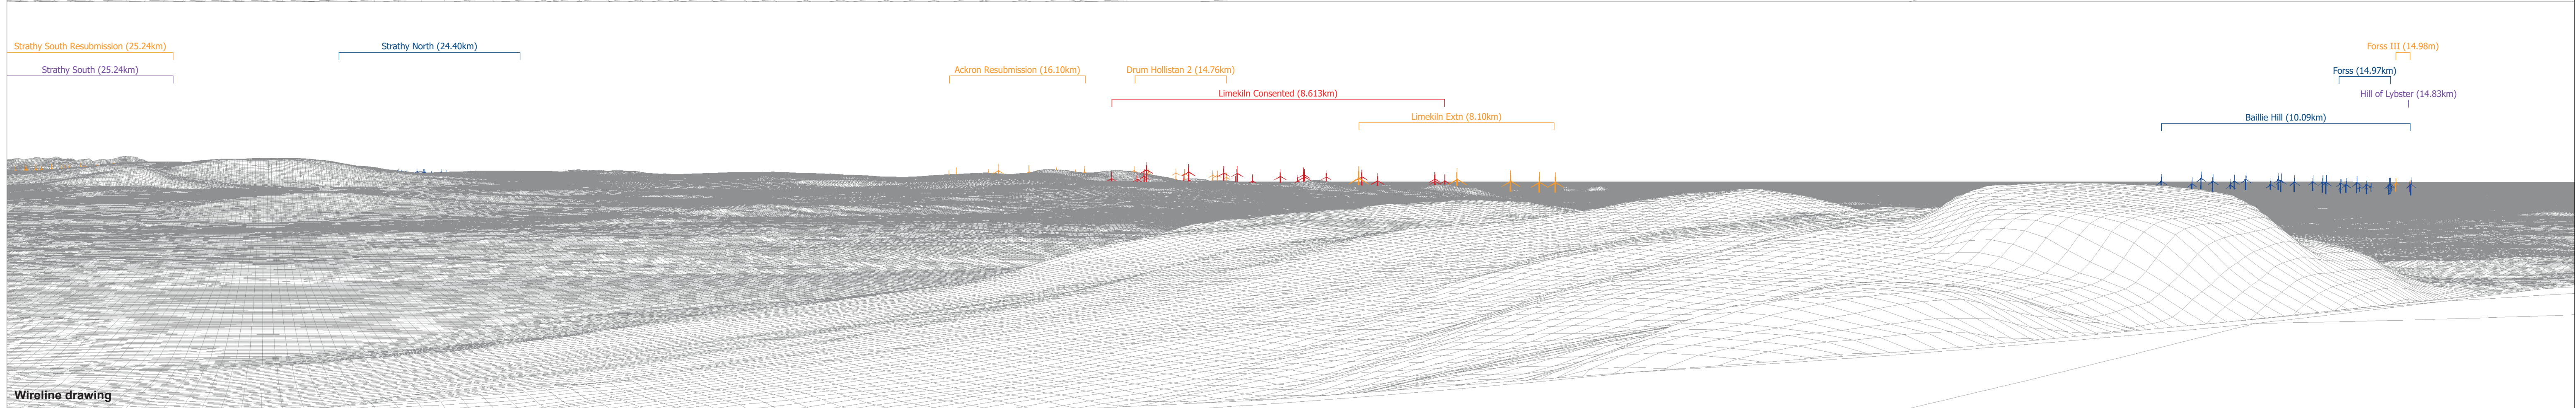 Strathy South Resubmission (25.24km)
Strathy North (24.40km)
Forss III (14.98m)
Strathy South (25.24km)
Ackron Resubmission (16.10km)
Drum Hollistan 2 (14.76km)
Forss (14.97km)
Limekiln Consented (8.613km)
Hill of Lybster (14.83km)
Limekiln Extn (8.10km)
Baillie Hill (10.09km)
Wireline drawing